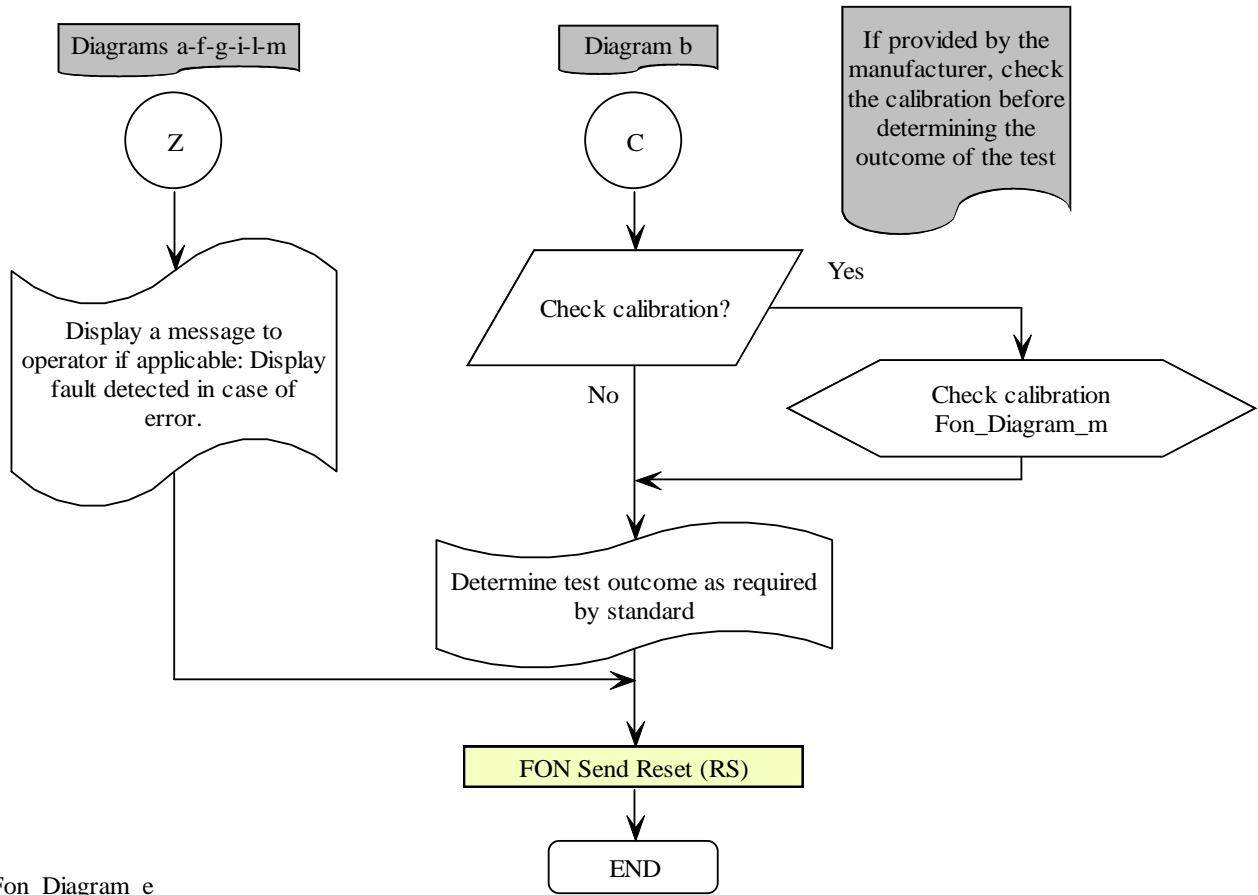 Diagrams a-f-g-i-l-m
Diagram b
If provided by the
manufacturer, check
the calibration before
determining the
outcome of the test
Z
C
Yes
Check calibration?
Display a message to
operator if applicable: Display
fault detected in case of
error.
No
Check calibration
Fon_Diagram_m
Determine test outcome as required
by standard
FON Send Reset (RS)
END
Fon_Diagram_e